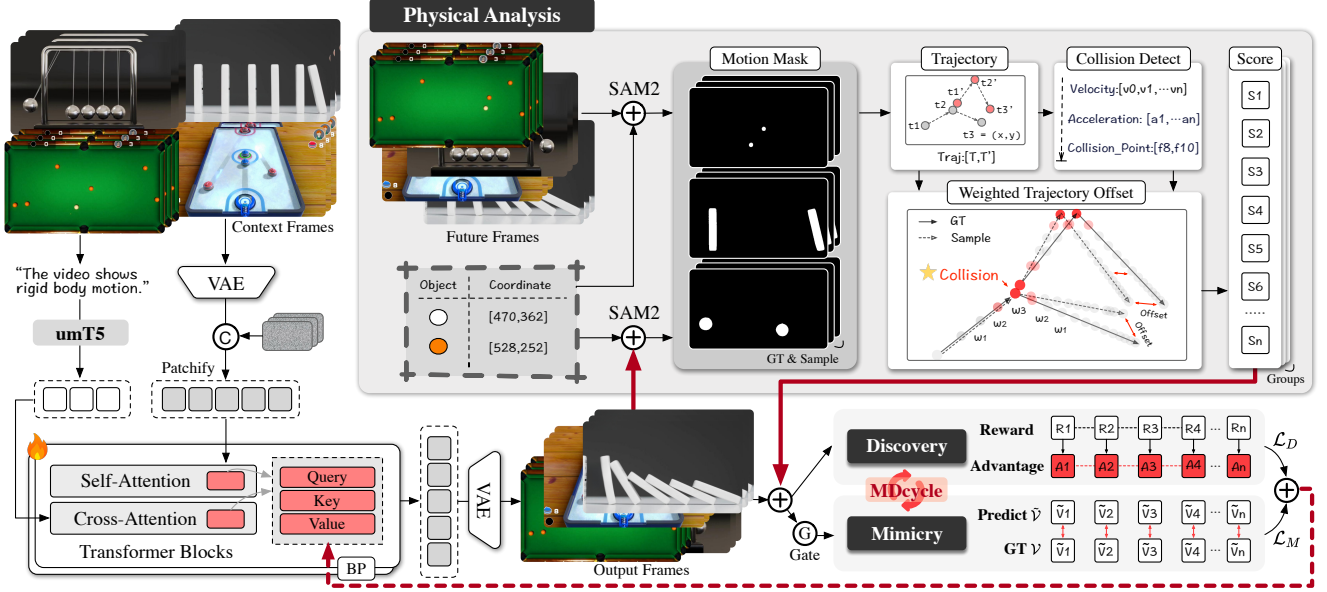 Physical Analysis
Context Frames
"The video shows
rigid body motion."
umT5
VAE
C
Patchify
Self-Attention
Cross-Attention
Transformer Blocks
Query
Key
Value
BP
VAE
Future Frames
Object
Coordinate
[470,362]
[528,252]
SAM2
SAM2
Motion Mask
GT & Sample
Trajectory
t1
t2
t1'
t2'
t3'
t3 = (x,y)
Traj:[T,T']
Collision Detect
Velocity:[v0,v1,⋯vn]
Acceleration: [a1,⋯an]
Collision_Point:[f8,f10]
Weighted Trajectory Offset
GT
Sample
Collision
ω1
ω2
ω3
ω2
ω1
Offset
Offset
Score
S1
S2
S3
S4
S5
S6
⋯⋯
Sn
Groups
Output Frames
G
Gate
Discovery
MDcycle
Mimicry
Reward
R1 R2 R3 R4 ⋯ Rn
Advantage
A1 A2 A3 A4 ⋯ An
Predict Ṽ
Ṽ1 Ṽ2 Ṽ3 Ṽ4 ⋯ Ṽn
GT 𝒱
Ṽ1 Ṽ2 Ṽ3 Ṽ4 ⋯ Ṽn
ℒD
ℒM